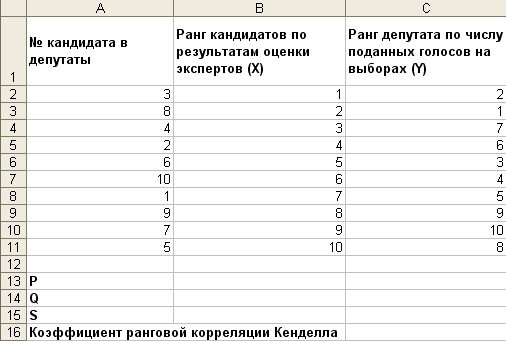 A B C
1 № кандидата в депутаты Ранг кандидатов по результатам оценки экспертов (X) Ранг депутата по числу поданных голосов на выборах (Y)
2 3 1 2
3 8 2 1
4 4 3 7
5 2 4 6
6 6 5 3
7 10 6 4
8 1 7 5
9 9 8 9
10 7 9 10
11 5 10 8
12
13 P
14 Q
15 S
16 Коэффициент ранговой корреляции Кенделла